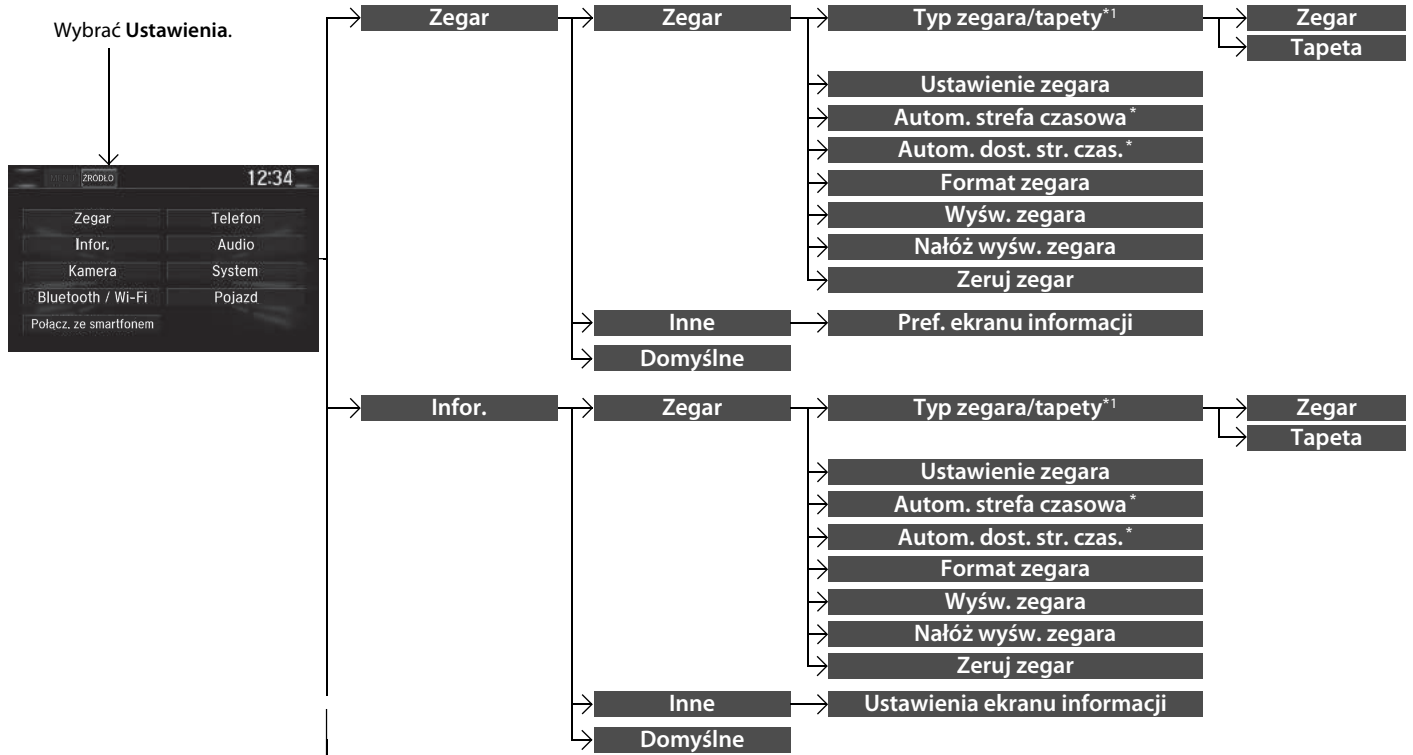 Wybrać Ustawienia.
ŹRÓDŁO 12:34
Zegar Telefon
Infor. Audio
Kamera System
Bluetooth / Wi-Fi Pojazd
Połącz. ze smartfonem
Zegar
Zegar
Typ zegara/tapety*1
Zegar
Tapeta
Ustawienie zegara
Autom. strefa czasowa*
Autom. dost. str. czas.*
Format zegara
Wyśw. zegara
Nałóż wyśw. zegara
Zeruj zegar
Inne
Pref. ekranu informacji
Domyślne
Infor.
Zegar
Typ zegara/tapety*1
Zegar
Tapeta
Ustawienie zegara
Autom. strefa czasowa*
Autom. dost. str. czas.*
Format zegara
Wyśw. zegara
Nałóż wyśw. zegara
Zeruj zegar
Inne
Ustawienia ekranu informacji
Domyślne